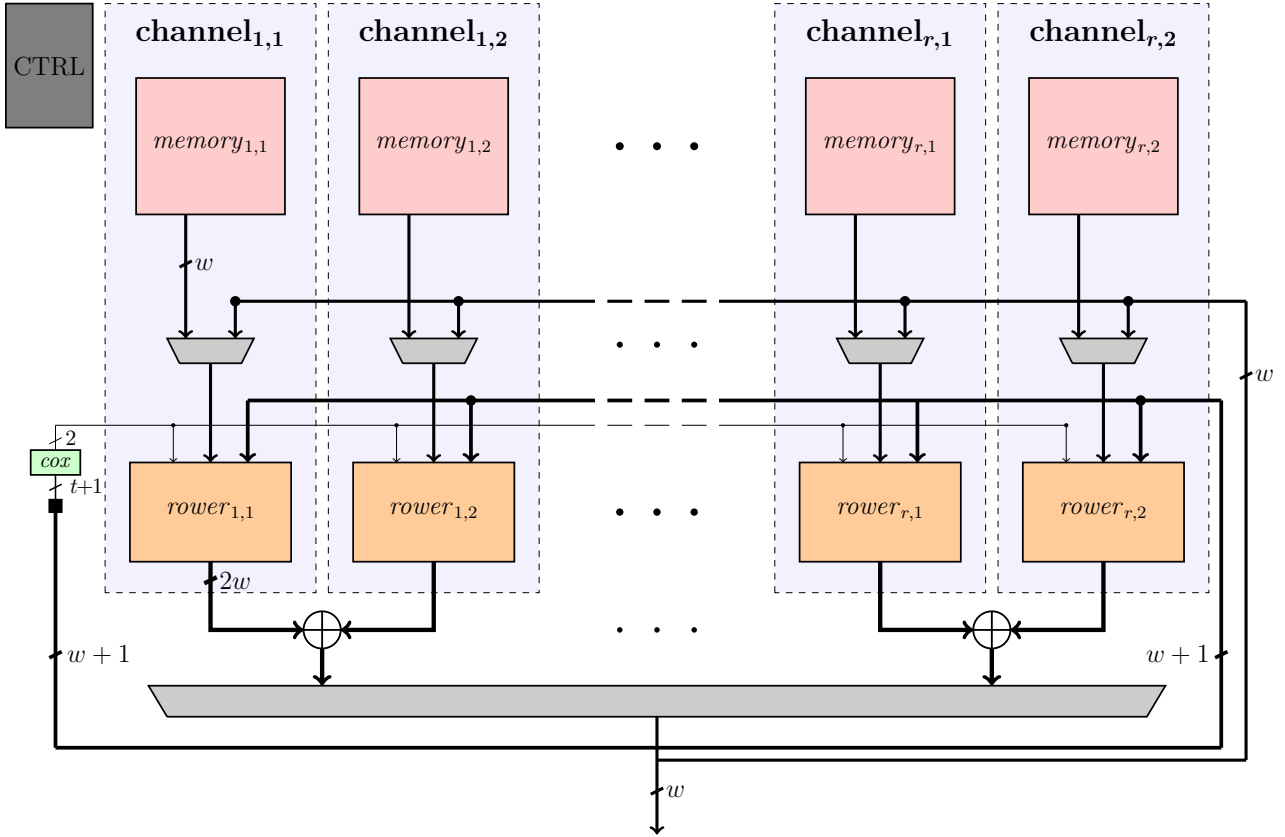 channel1,1 channel1,2 channelr,1 channelr,2
CTRL
memory1,1 memory1,2 . . . memoryr,1 memoryr,2
w
. . .
w
2
cox
t+1
rower1,1 rower1,2 . . . rowerr,1 rowerr,2
2w
. . .
w + 1 w + 1
w